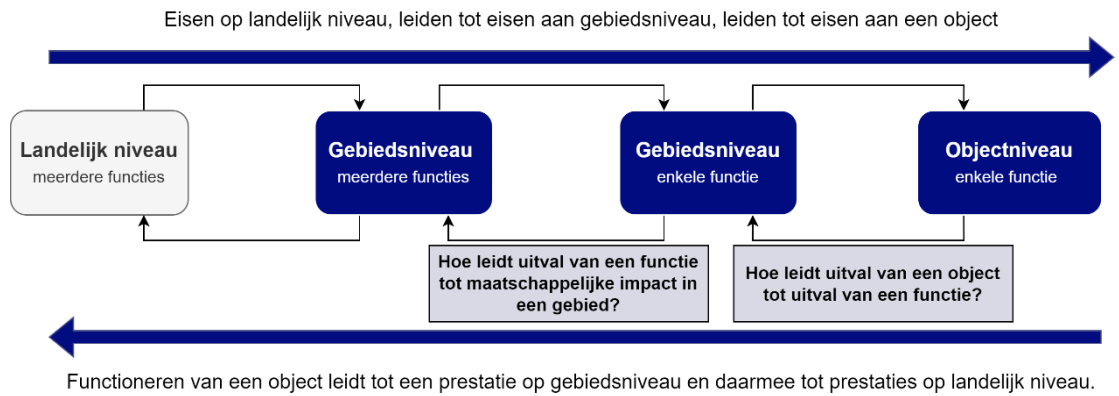 Eisen op landelijk niveau, leiden tot eisen aan gebiedsniveau, leiden tot eisen aan een object
Landelijk niveau
meerdere functies
Gebiedsniveau
meerdere functies
Gebiedsniveau
enkele functie
Objectniveau
enkele functie
Hoe leidt uitval van een functie
tot maatschappelijke impact in
een gebied?
Hoe leidt uitval van een object
tot uitval van een functie?
Functioneren van een object leidt tot een prestatie op gebiedsniveau en daarmee tot prestaties op landelijk niveau.